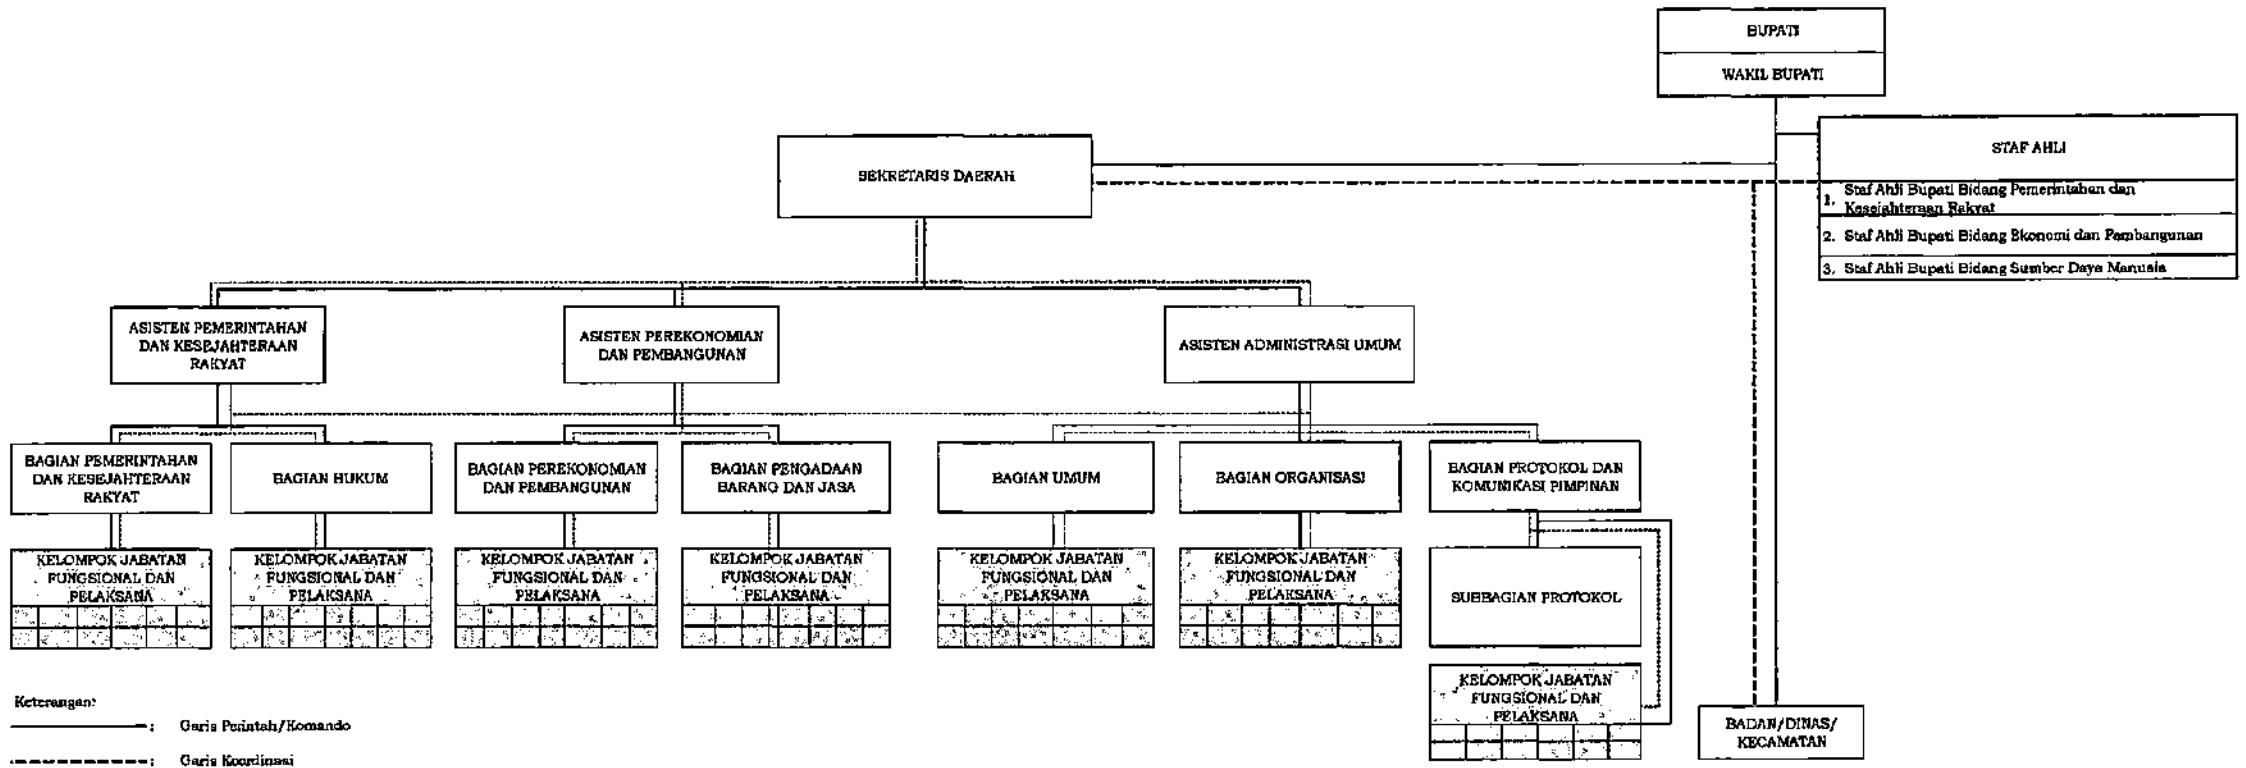 BUPATI
WAKIL BUPATI
STAF AHLI
1. Staf Ahli Bupati Bidang Pemerintahan dan
Kesejahteraan Rakyat
2. Staf Ahli Bupati Bidang Ekonomi dan Pembangunan
3. Staf Ahli Bupati Bidang Sumber Daya Manusia
SEKRETARIS DAERAH
ASISTEN PEMERINTAHAN
DAN KESEJAHTERAAN
RAKYAT
ASISTEN PEREKONOMIAN
DAN PEMBANGUNAN
ASISTEN ADMINISTRASI UMUM
BAGIAN PEMERINTAHAN
DAN KESEJAHTERAAN
RAKYAT
BAGIAN HUKUM
BAGIAN PEREKONOMIAN
DAN PEMBANGUNAN
BAGIAN PENGADAAN
BARANG DAN JASA
BAGIAN UMUM
BAGIAN ORGANISASI
BAGIAN PROTOKOL DAN
KOMUNIKASI PIMPINAN
KELOMPOK JABATAN
FUNGSIONAL DAN
PELAKSANA
KELOMPOK JABATAN
FUNGSIONAL DAN
PELAKSANA
KELOMPOK JABATAN
FUNGSIONAL DAN
PELAKSANA
KELOMPOK JABATAN
FUNGSIONAL DAN
PELAKSANA
KELOMPOK JABATAN
FUNGSIONAL DAN
PELAKSANA
KELOMPOK JABATAN
FUNGSIONAL DAN
PELAKSANA
SUBBAGIAN PROTOKOL
KELOMPOK JABATAN
FUNGSIONAL DAN
PELAKSANA
BADAN/DINAS/
KECAMATAN
Keterangan:
: Garis Perintah/Komando
: Garis Koordinasi